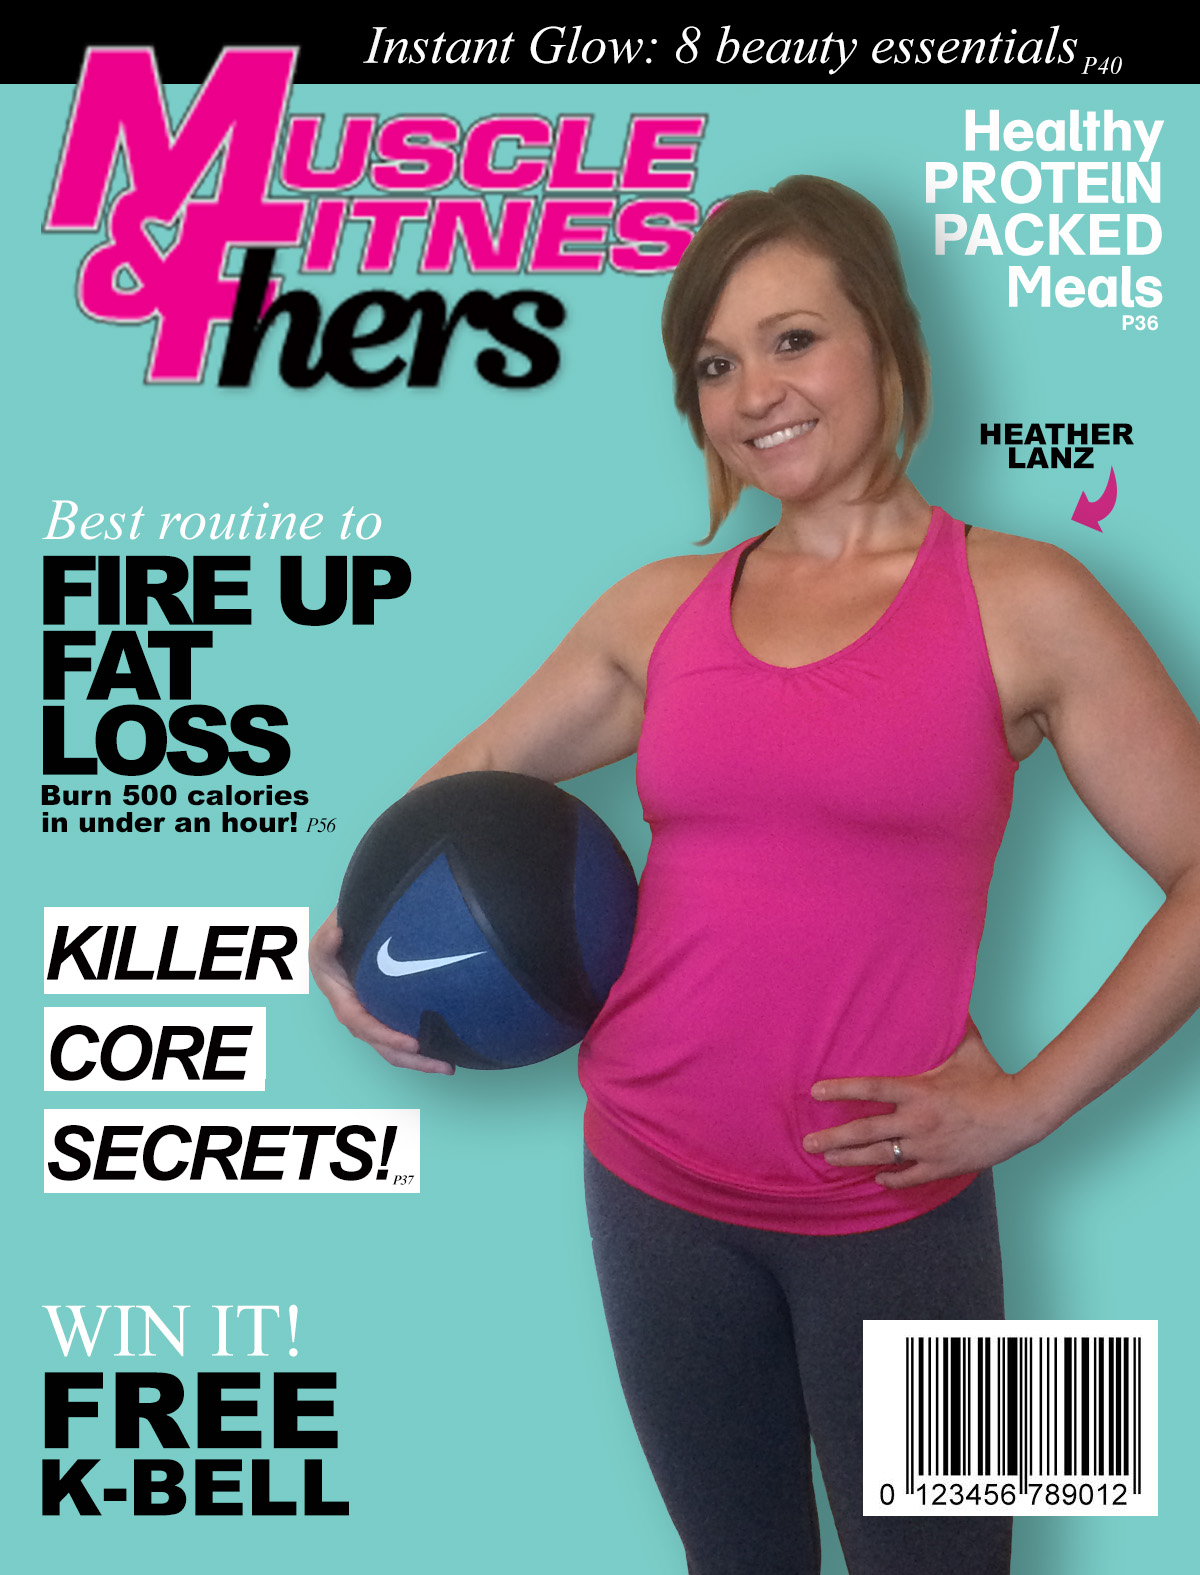 Instant Glow: 8 beauty essentials P40
MUSCLE
& FITNESS
hers
Healthy
PROTEIN
PACKED
Meals
P36
HEATHER
LANZ
Best routine to
FIRE UP
FAT
LOSS
Burn 500 calories
in under an hour! P56
KILLER
CORE
SECRETS! P37
WIN IT!
FREE
K-BELL
0 123456 789012